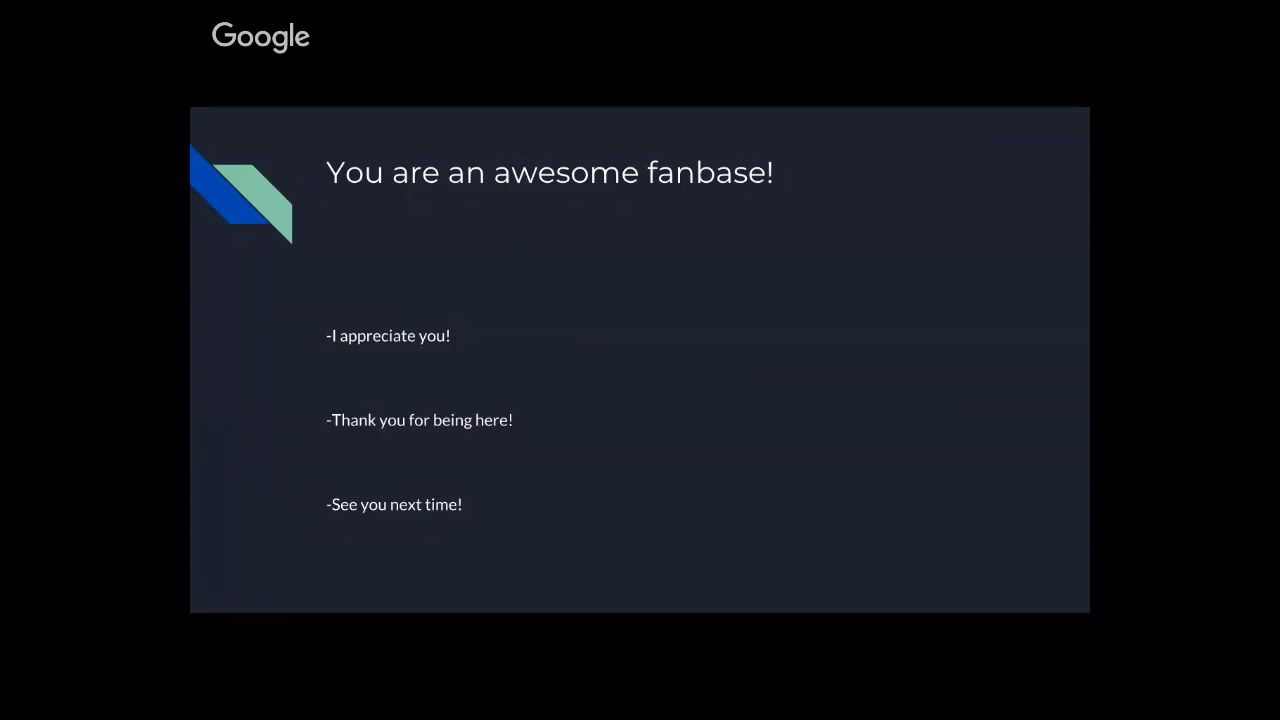 Google
You are an awesome fanbase!
-I appreciate you!
-Thank you for being here!
-See you next time!